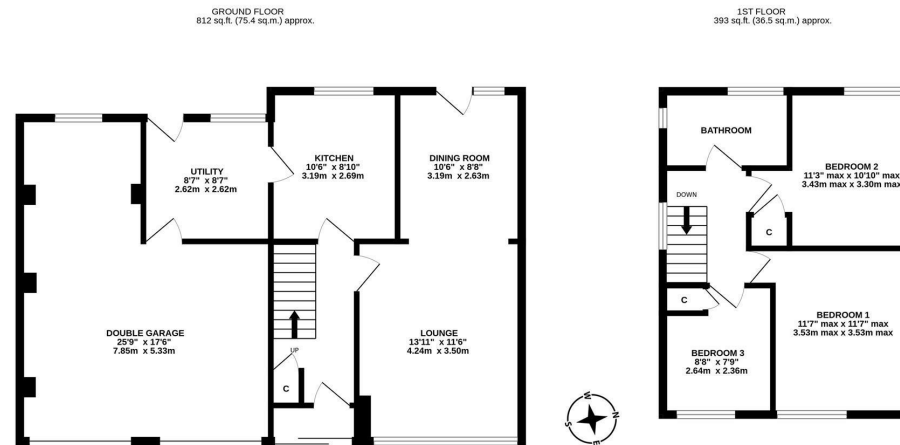 GROUND FLOOR
812 sq.ft. (75.4 sq.m.) approx.
1ST FLOOR
393 sq.ft. (36.5 sq.m.) approx.
UTILITY
8'7" x 8'7"
2.62m x 2.62m
KITCHEN
10'6" x 8'10"
3.19m x 2.69m
DINING ROOM
10'6" x 8'8"
3.19m x 2.63m
DOUBLE GARAGE
25'9" x 17'6"
7.85m x 5.33m
UP
C
LOUNGE
13'11" x 11'6"
4.24m x 3.50m
BATHROOM
BEDROOM 2
11'3" max x 10'10" max
3.43m max x 3.30m max
DOWN
C
C
BEDROOM 1
11'7" max x 11'7" max
3.53m max x 3.53m max
BEDROOM 3
8'8" x 7'9"
2.64m x 2.36m
W
N
S
E